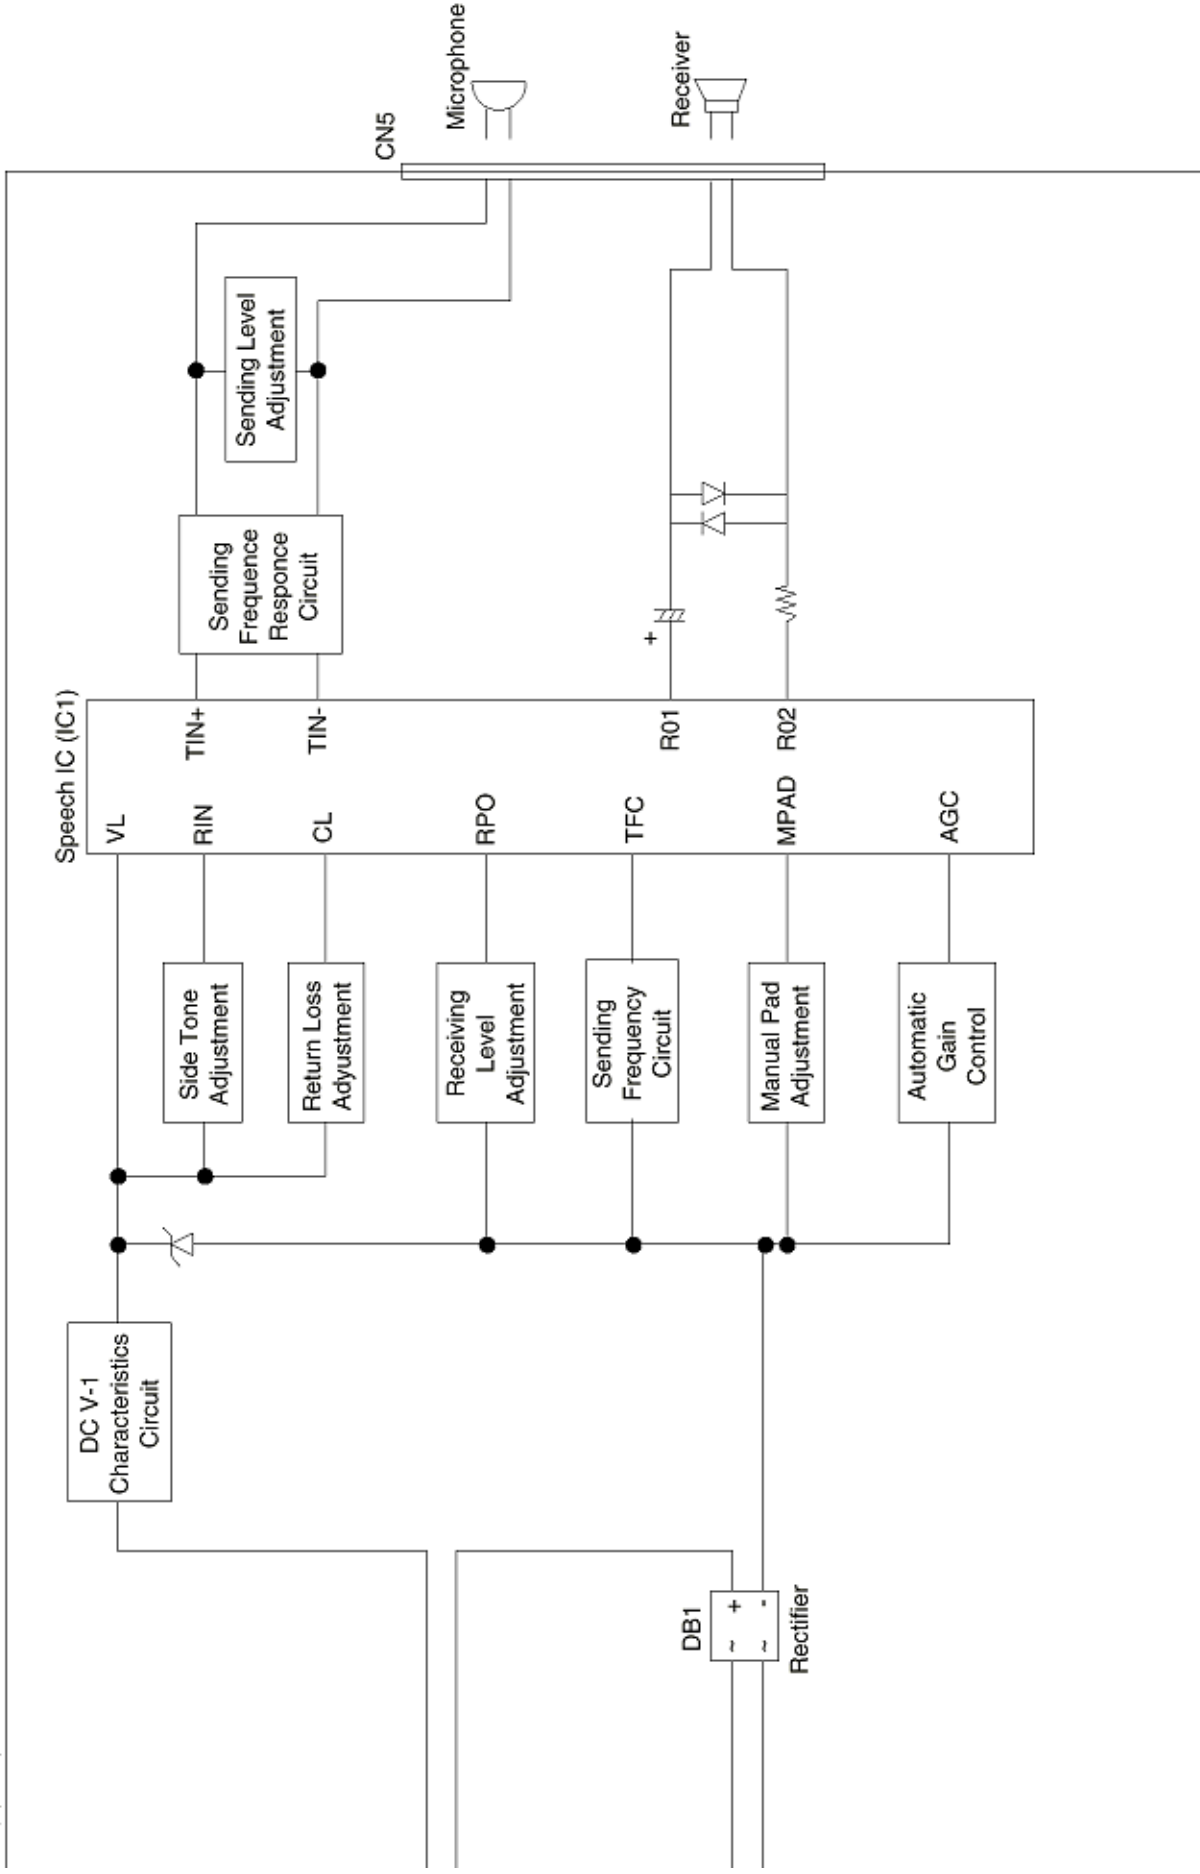 Microphone
Receiver
CN5
Sending Level
Adjustment
Sending
Frequence
Responce
Circuit
+
Speech IC (IC1)
TIN+
TIN-
R01
R02
VL
RIN
CL
RPO
TFC
MPAD
AGC
Side Tone
Adjustment
Return Loss
Adyustment
Receiving
Level
Adjustment
Sending
Frequency
Circuit
Manual Pad
Adjustment
Automatic
Gain
Control
DC V-1
Characteristics
Circuit
DB1
~ +
~ -
Rectifier